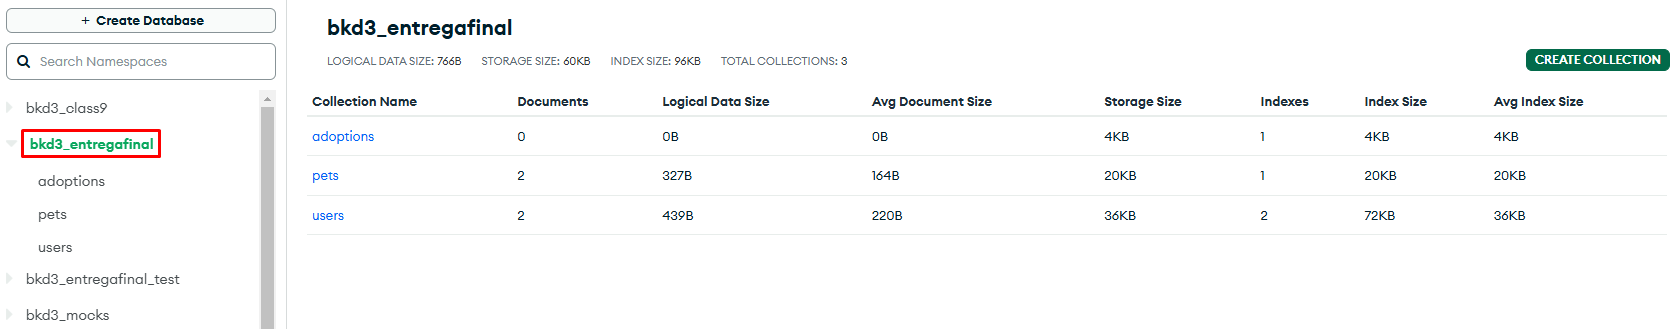 + Create Database
Search Namespaces
bkd3_class9
bkd3_entregafinal
adoptions
pets
users
bkd3_entregafinal_test
bkd3_mocks
bkd3_entregafinal
LOGICAL DATA SIZE: 766B STORAGE SIZE: 60KB INDEX SIZE: 96KB TOTAL COLLECTIONS: 3
CREATE COLLECTION
Collection Name Documents Logical Data Size Avg Document Size Storage Size Indexes Index Size Avg Index Size
adoptions 0 0B 0B 4KB 1 4KB 4KB
pets 2 327B 164B 20KB 1 20KB 20KB
users 2 439B 220B 36KB 2 72KB 36KB